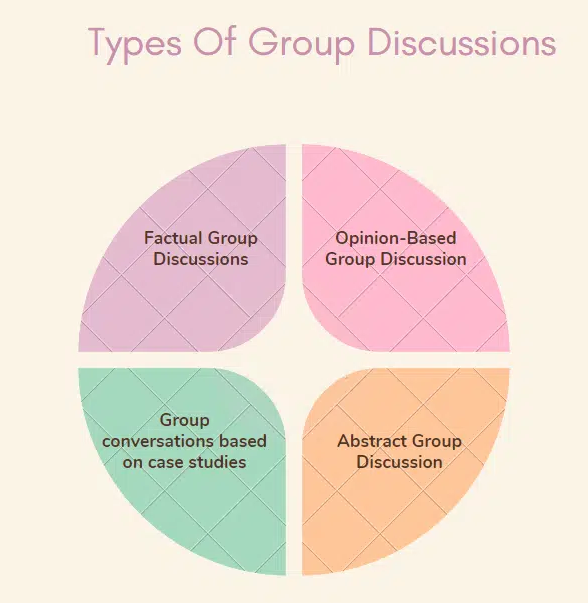 Types Of Group Discussions
Factual Group
Discussions
Opinion-Based
Group Discussion
Group
conversations based
on case studies
Abstract Group
Discussion